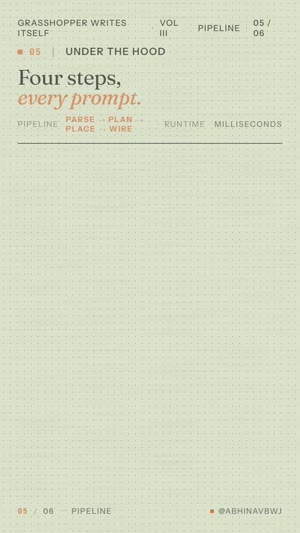 GRASSHOPPER WRITES ITSELF · VOL III PIPELINE · 05 / 06
05 | UNDER THE HOOD
Four steps,
every prompt.
PIPELINE PARSE → PLAN → PLACE → WIRE · RUNTIME MILLISECONDS
05 / 06 — PIPELINE @ABHINAVBWJ